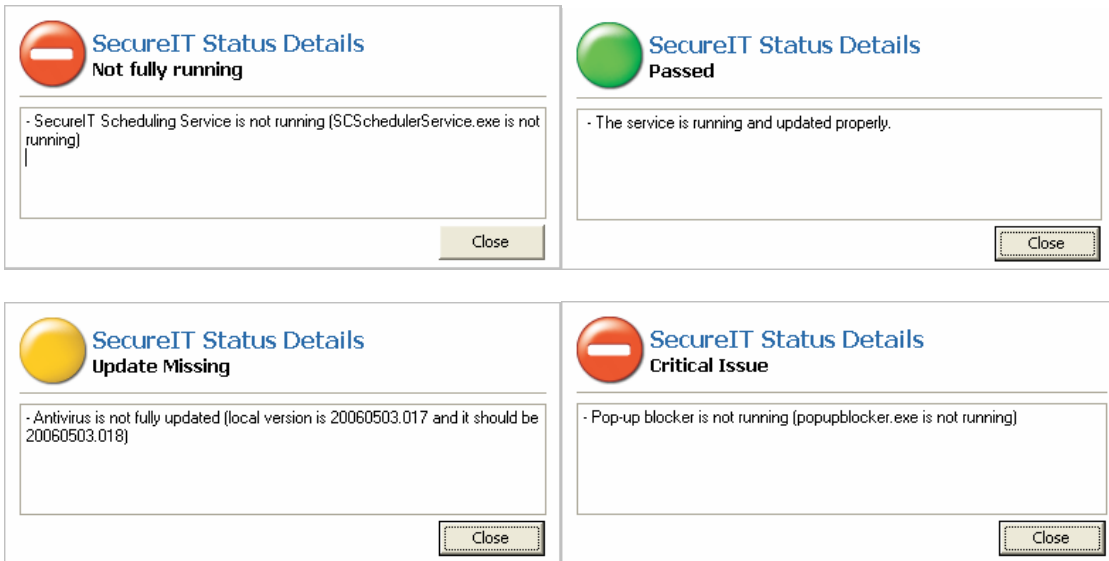 SecureIT Status Details
Not fully running
- SecureIT Scheduling Service is not running (SCSchedulerService.exe is not
running)
Close
SecureIT Status Details
Passed
- The service is running and updated properly.
Close
SecureIT Status Details
Update Missing
- Antivirus is not fully updated (local version is 20060503.017 and it should be
20060503.018)
Close
SecureIT Status Details
Critical Issue
- Pop-up blocker is not running (popupblocker.exe is not running)
Close